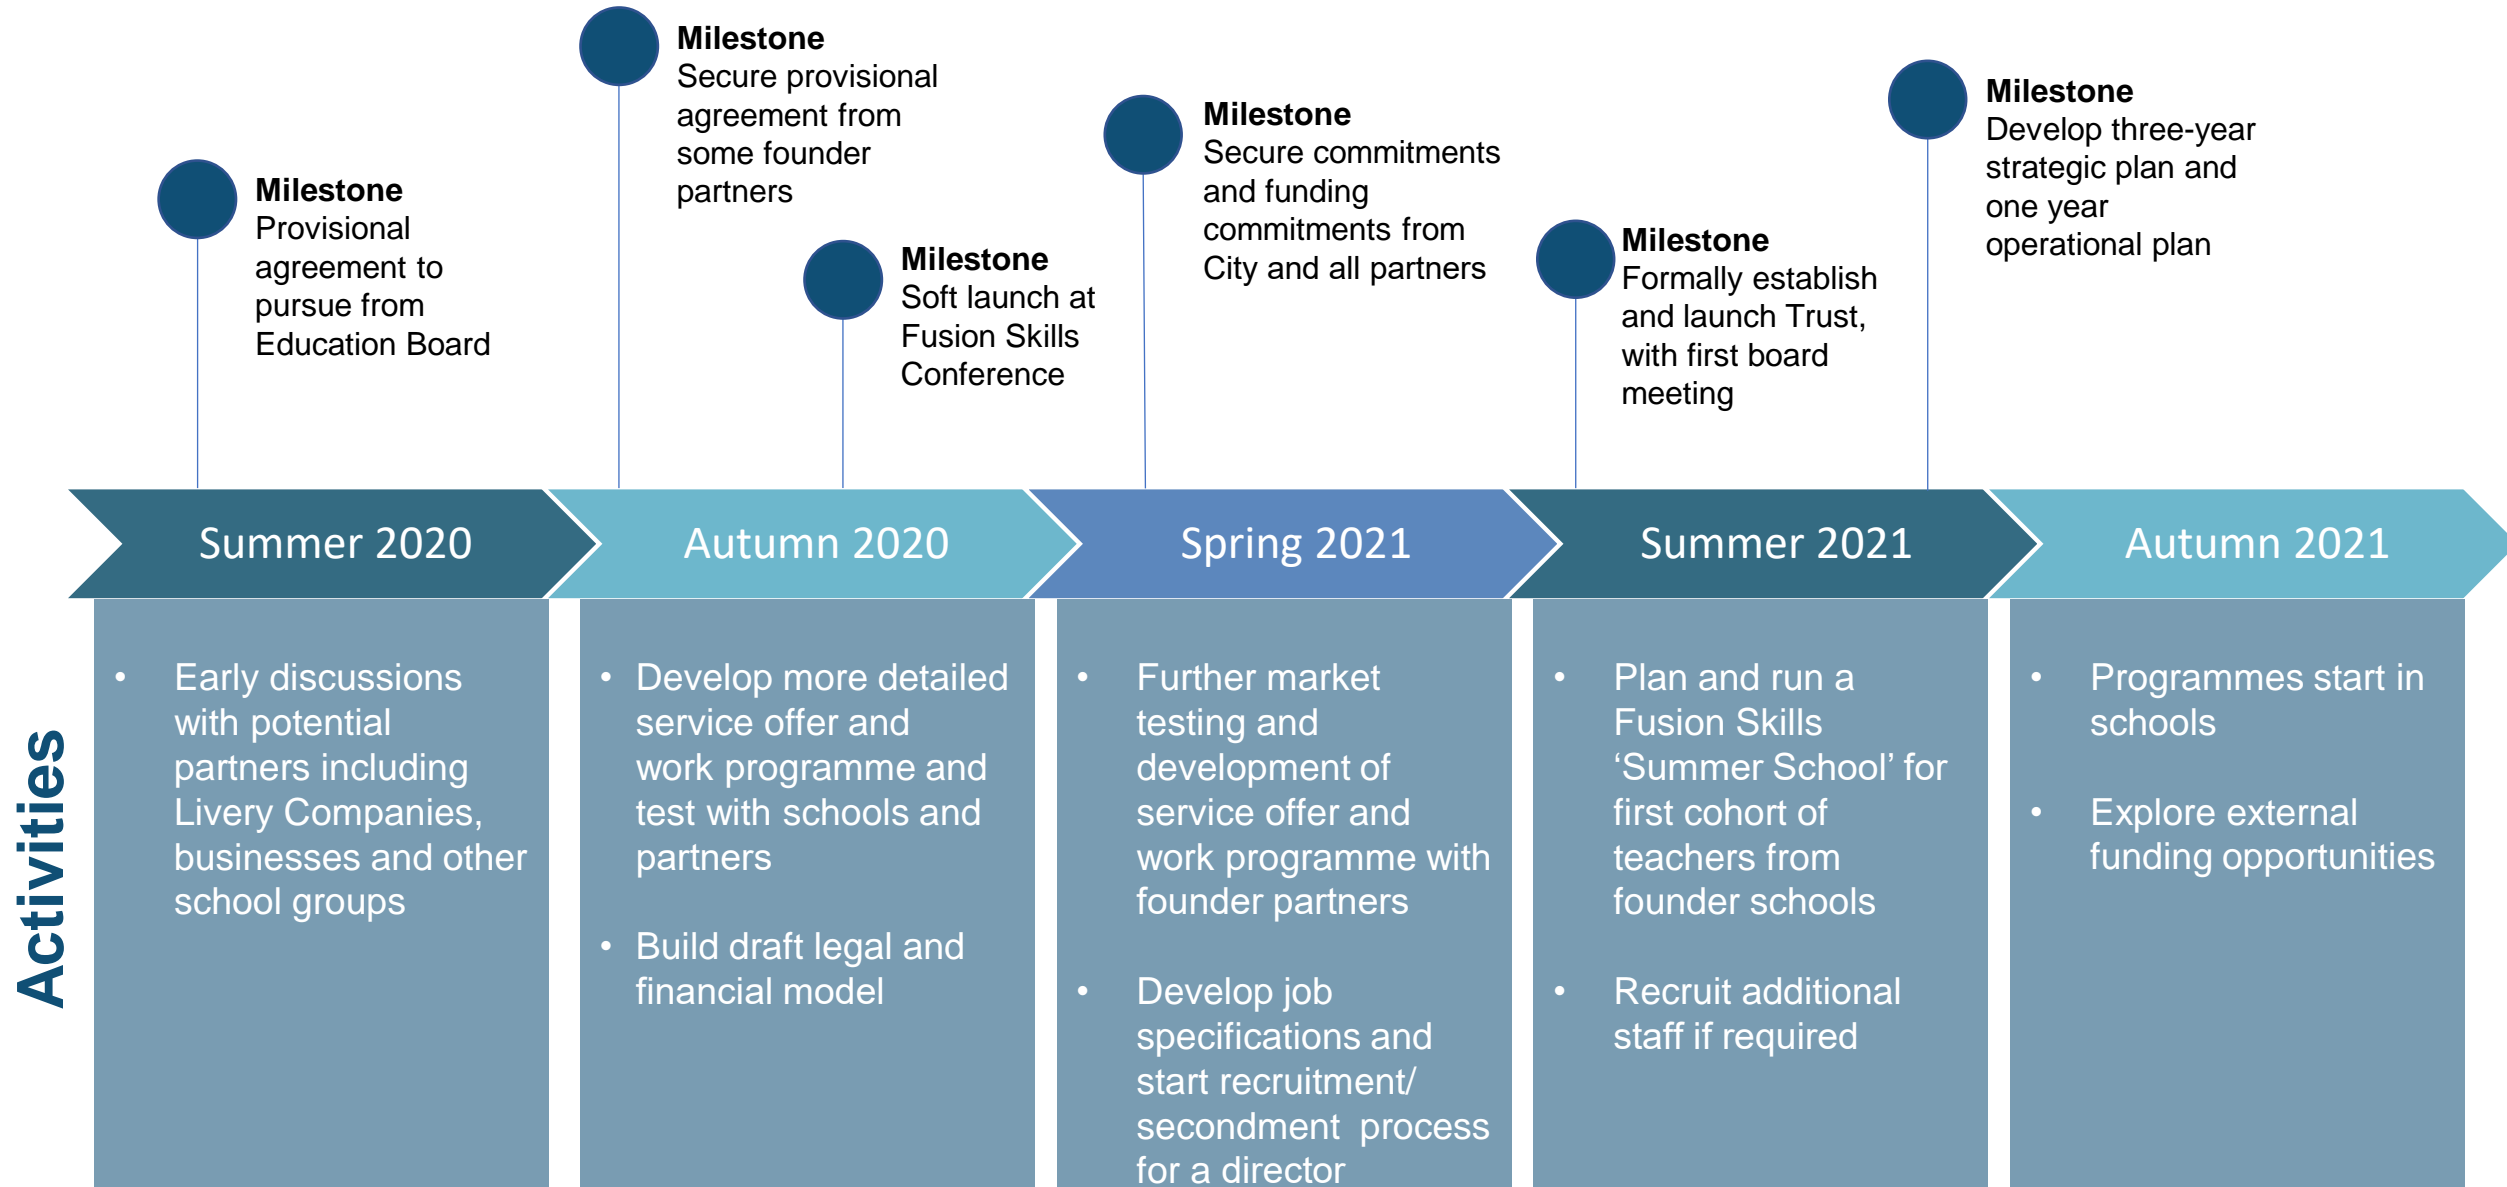 Milestone
Provisional
agreement to
pursue from
Education Board
Milestone
Secure provisional
agreement from
some founder
partners
Milestone
Soft launch at
Fusion Skills
Conference
Milestone
Secure commitments
and funding
commitments from
City and all partners
Milestone
Formally establish
and launch Trust,
with first board
meeting
Milestone
Develop three-year
strategic plan and
one year
operational plan
Summer 2020
Autumn 2020
Spring 2021
Summer 2021
Autumn 2021
Activities
• Early discussions
with potential
partners including
Livery Companies,
businesses and other
school groups
• Develop more detailed
service offer and
work programme and
test with schools and
partners
• Build draft legal and
financial model
• Further market
testing and
development of
service offer and
work programme with
founder partners
• Develop job
specifications and
start recruitment/
secondment process
for a director
• Plan and run a
Fusion Skills
‘Summer School’ for
first cohort of
teachers from
founder schools
• Recruit additional
staff if required
• Programmes start in
schools
• Explore external
funding opportunities